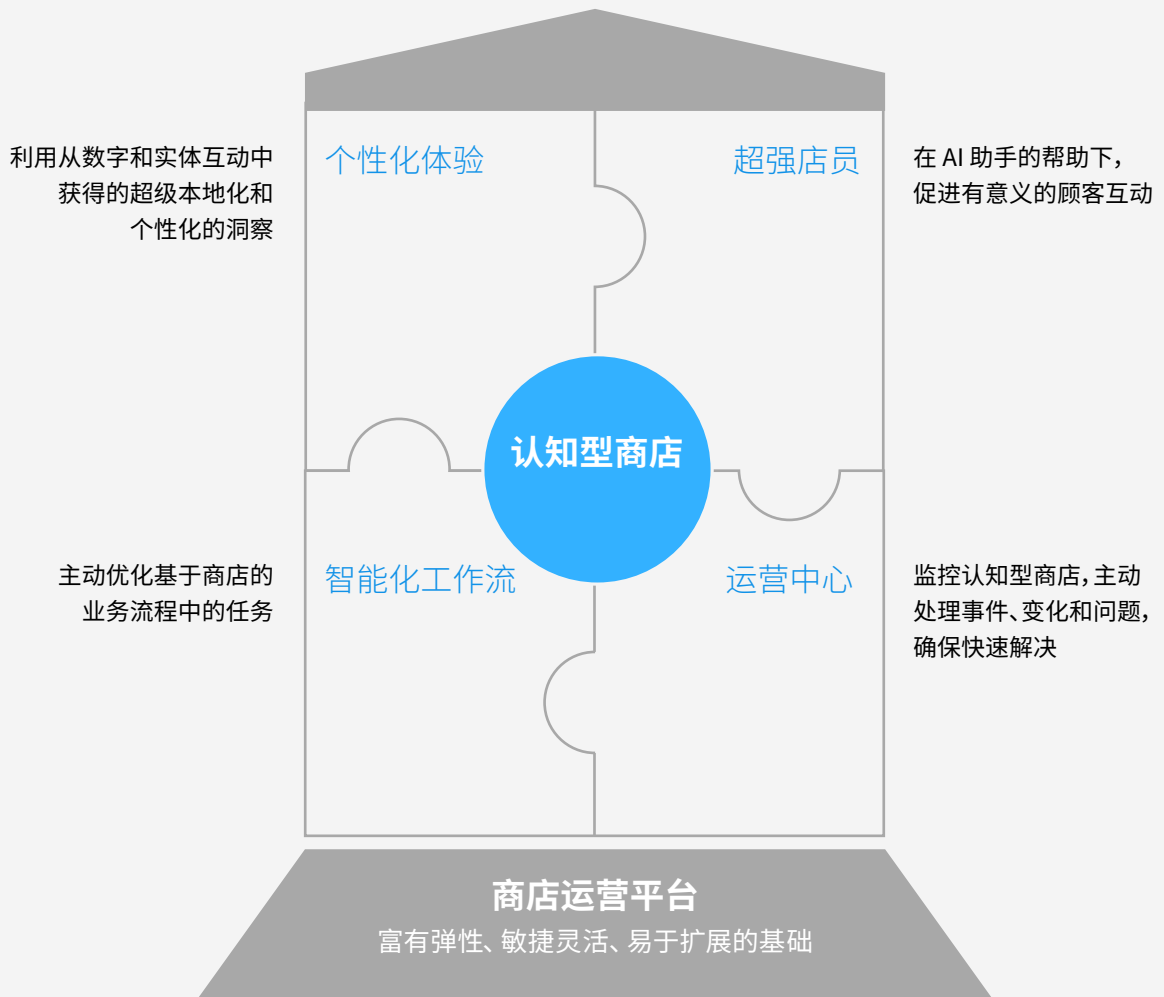 利用从数字和实体互动中
获得的超级本地化和
个性化的洞察
个性化体验
超强店员
在 AI 助手的帮助下,
促进有意义的顾客互动
认知型商店
主动优化基于商店的
业务流程中的任务
智能化工作流
运营中心
监控认知型商店,主动
处理事件、变化和问题,
确保快速解决
商店运营平台
富有弹性、敏捷灵活、易于扩展的基础